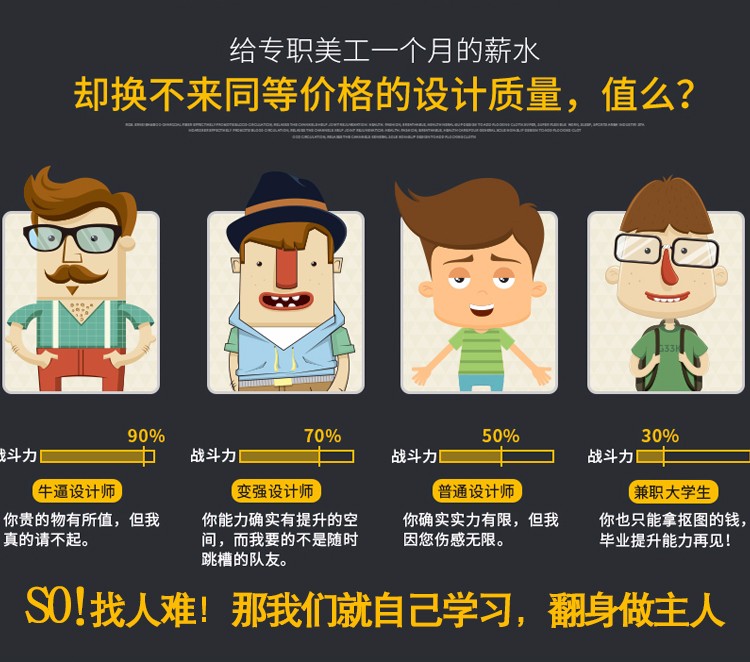 给专职美工一个月的薪水
却换不来同等价格的设计质量，值么？
G33K
90%
70%
50%
30%
战斗力
战斗力
战斗力
战斗力
牛逼设计师
变强设计师
普通设计师
兼职大学生
你贵的物有所值，但我
真的请不起。
你能力确实有提升的空
间，而我要的不是随时
跳槽的队友。
你确实实力有限，但我
因您伤感无限。
你也只能拿抠图的钱，
毕业提升能力再见！
SO!找人难！那我们就自己学习，翻身做主人